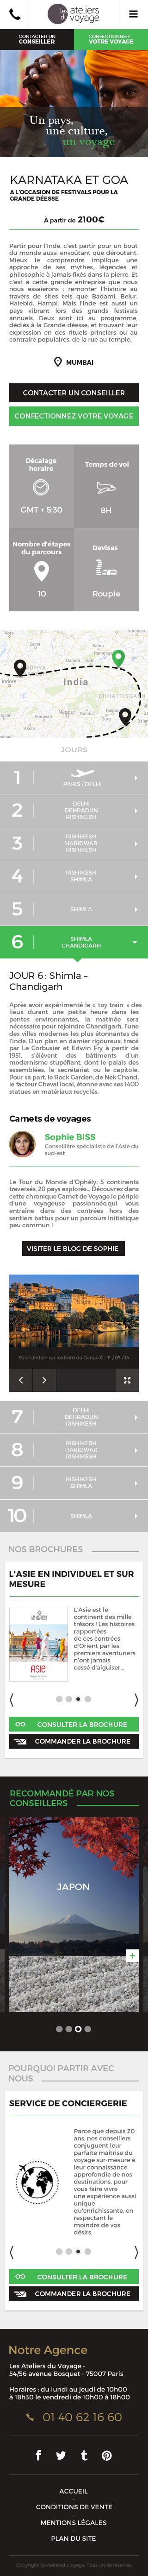 les ateliers
du voyage
CONTACTER UN
CONSEILLER
CONFECTIONNER
VOTRE VOYAGE
Un pays,
une culture,
un voyage
KARNATAKA ET GOA
A L'OCCASION DE FESTIVALS POUR LA
GRANDE DÉESSE
À partir de 2100€
Partir pour l'Inde, c'est partir pour un bout
du monde aussi envoûtant que déroutant.
Mieux le comprendre implique une
approche de ses mythes, légendes et
philosophies à jamais fixés dans la pierre. Et
c'est à cette grande entreprise que nous
vous essaierons : remonter l'histoire au
travers de sites tels que Badami, Belur,
Halebid, Hampi. Mais l'Inde est aussi un
pays vivant dont les grands festivals
annuels, Dieux sont ici au programme,
dédiés à la Grande déesse, et trouvent leur
expression en des rituels précis ou au
contraire populaires, de la rue au temple.
MUMBAI
CONTACTER UN CONSEILLER
CONFECTIONNEZ VOTRE VOYAGE
Décalage
horaire
GMT + 5:30
Temps de vol
8H
Nombre d'étapes
du parcours
10
Devises
Roupie
India
JOURS
1
PARIS / DELHI
2
DELHI
DEHRADUN
RISHIKESH
3
RISHIKESH
HARIDWAR
RISHIKESH
4
RISHIKESH
SHIMLA
5
SHIMLA
6
SHIMLA
CHANDIGARH
JOUR 6 : Shimla –
Chandigarh
Après avoir expérimenté le « toy train » des
lieux durant une petite heure dans les
sentes environnantes, la matinée sera
nécessaire pour rejoindre Chandigarh, l'une
des villes modernes les plus étonnantes de
l'Inde. D'un plan en damier, conçue par Le
Corbusier et Edwin Fry à partir de
1951, s'élèvent des bâtiments d'un
modernisme stupéfiant, dont le palais des
assemblées, le secrétariat ou le capitole.
Pour sa part, le Rock Garden, de Nek Chand,
le facteur Cheval local, étonne, avec ses 1400
statues en matériaux recyclés.
Carnets de voyages
Sophie BISS
Conseillère spécialiste de l'Asie du
sud-est
Le Tour du Monde d'Ophély: 5 continents
traversés, 20 pays explorés... Découvrez dans
cette chronique Carnet de Voyage le périple
d'une voyageuse passionnée.qui vous
entraîne dans des contrées hors des
sentiers battus pour un parcours initiatique
peu commun !
VISITER LE BLOG DE SOPHIE
7
DELHI
DEHRADUN
RISHIKESH
8
RISHIKESH
HARIDWAR
RISHIKESH
9
RISHIKESH
SHIMLA
10
SHIMLA
NOS BROCHURES
L'ASIE EN INDIVIDUEL ET SUR
MESURE
ASIE
L'Asie est le
continent des mille
trésors ! Les histoires
rapportées
de ces contrées
d'Orient par les
premiers aventuriers
n'ont jamais
cessé d'aiguiser...
CONSULTER LA BROCHURE
COMMANDER LA BROCHURE
RECOMMANDÉ PAR NOS
CONSEILLERS
JAPON
POURQUOI PARTIR AVEC
NOUS
SERVICE DE CONCIERGERIE
Parce que depuis 20
ans, nos conseillers
conjuguent leur
parfaite maîtrise du
voyage sur-mesure à
leur connaissance
approfondie de nos
destinations, pour
vous faire vivre
une expérience aussi
unique
qu'enrichissante. en
respectant le
moindre de vos
désirs.
CONSULTER LA BROCHURE
COMMANDER LA BROCHURE
Notre Agence
Les Ateliers du Voyage -
54/56 avenue Bosquet - 75007 Paris
Horaires : du lundi au jeudi de 10h00
à 18h30 le vendredi de 10h00 à 18h00
01 40 62 16 60
ACCUEIL
CONDITIONS DE VENTE
MENTIONS LÉGALES
PLAN DU SITE